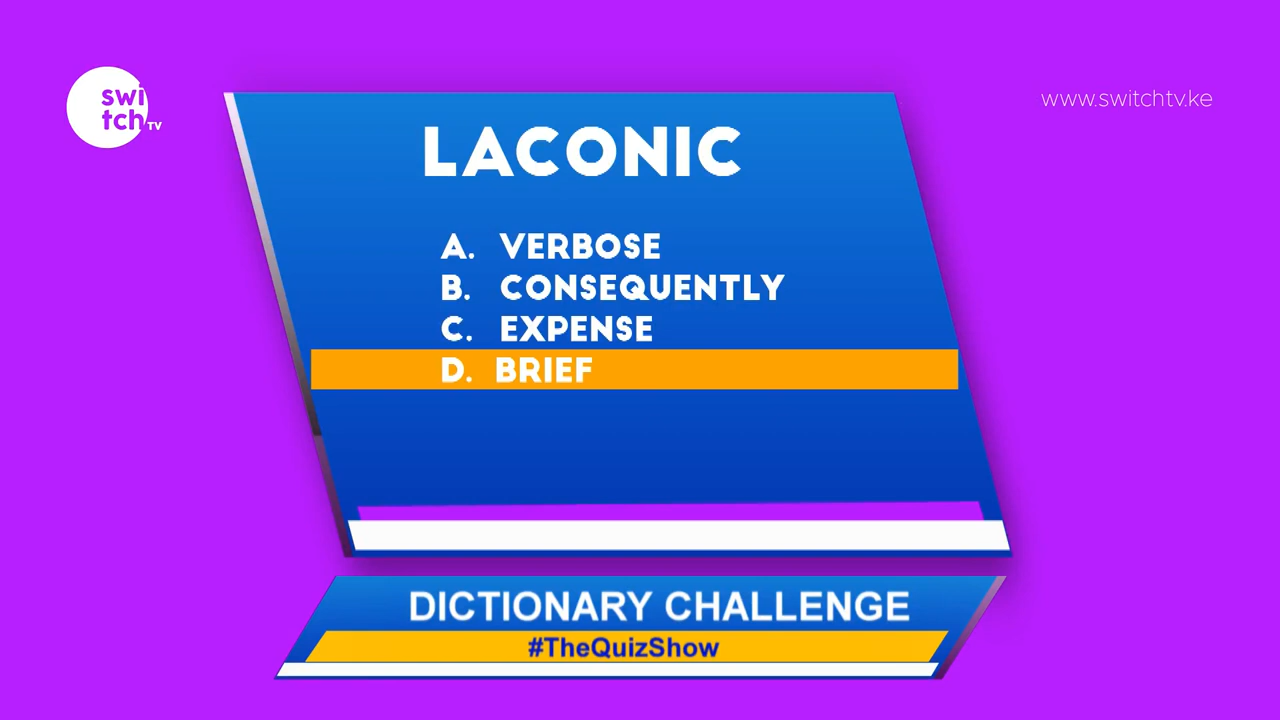 swi
tch TV
www.switchtv.ke
LACONIC
A. VERBOSE
B. CONSEQUENTLY
C. EXPENSE
D. BRIEF
DICTIONARY CHALLENGE
#TheQuizShow